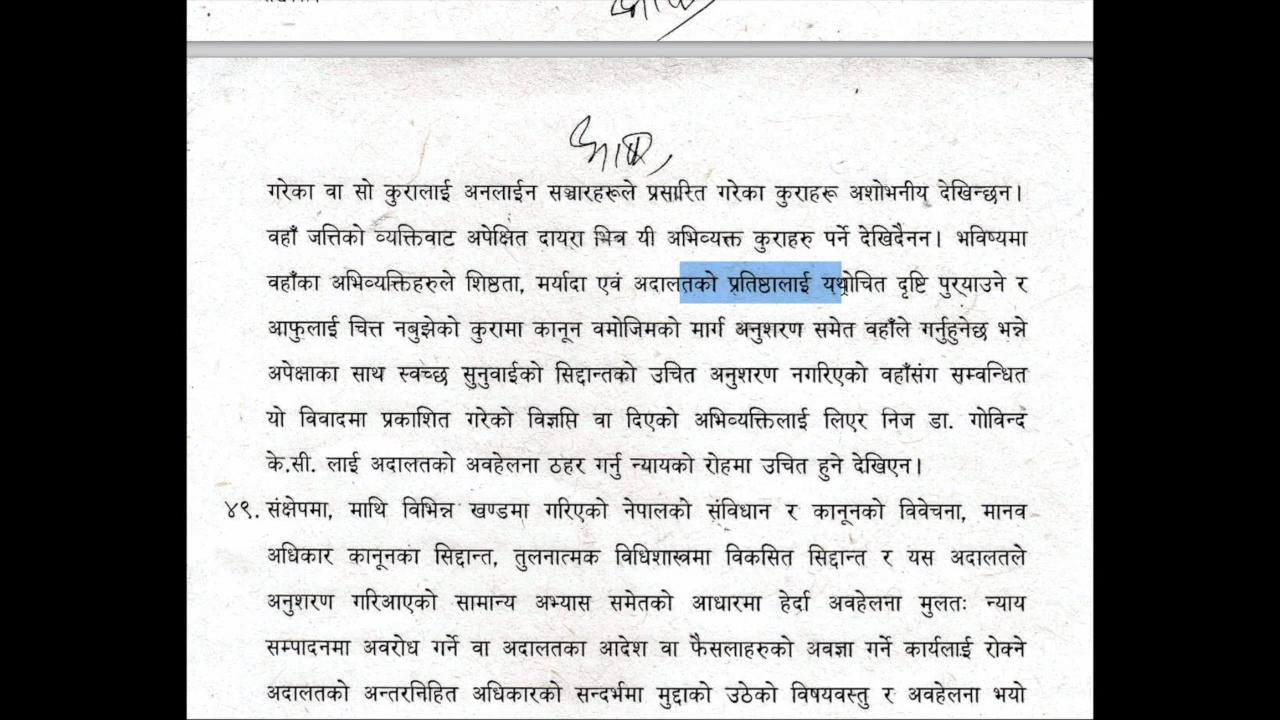 गरेका वा सो कुरालाई अनलाईन सञ्चारहरूले प्रसारित गरेका कुराहरू अशोभनीय देखिन्छन।
वहाँ जत्तिको व्यक्तिवाट अपेक्षित दायरा भित्र यी अभिव्यक्त कुराहरु पर्ने देखिदैनन। भविष्यमा
वहाँका अभिव्यक्तिहरुले शिष्ठता, मर्यादा एवं अदालतको प्रतिष्ठालाई यथोचित दृष्टि पुर्‍याउने र
आफुलाई चित्त नबुझेको कुरामा कानून वमोजिमको मार्ग अनुशरण समेत वहाँले गर्नुहुनेछ भन्ने
अपेक्षाका साथ स्वच्छ सुनुवाईको सिद्दान्तको उचित अनुशरण नगरिएको वहाँसंग सम्वन्धित
यो विवादमा प्रकाशित गरेको विज्ञप्ति वा दिएको अभिव्यक्तिलाई लिएर निज डा. गोविन्द
के.सी. लाई अदालतको अवहेलना ठहर गर्नु न्यायको रोहमा उचित हुने देखिएन।
४९. संक्षेपमा, माथि विभिन्न खण्डमा गरिएको नेपालको संविधान र कानूनको विवेचना, मानव
अधिकार कानूनका सिद्दान्त, तुलनात्मक विधिशास्त्रमा विकसित सिद्दान्त र यस अदालतले
अनुशरण गरिआएको सामान्य अभ्यास समेतको आधारमा हेर्दा अवहेलना मुलतः न्याय
सम्पादनमा अवरोध गर्ने वा अदालतका आदेश वा फैसलाहरुको अवज्ञा गर्ने कार्यलाई रोक्ने
अदालतको अन्तरनिहित अधिकारको सन्दर्भमा मुद्दाको उठेको विषयवस्तु र अवहेलना भयो